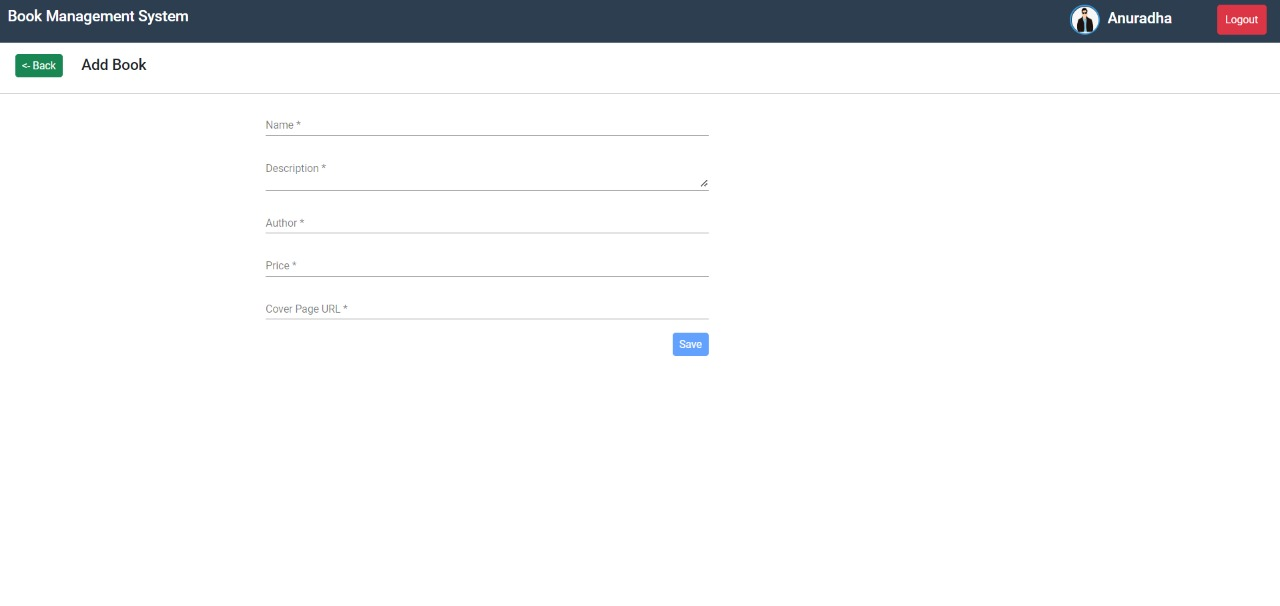 Book Management System
Anuradha
Logout
<- Back
Add Book
Name *
Description *
Author *
Price *
Cover Page URL *
Save